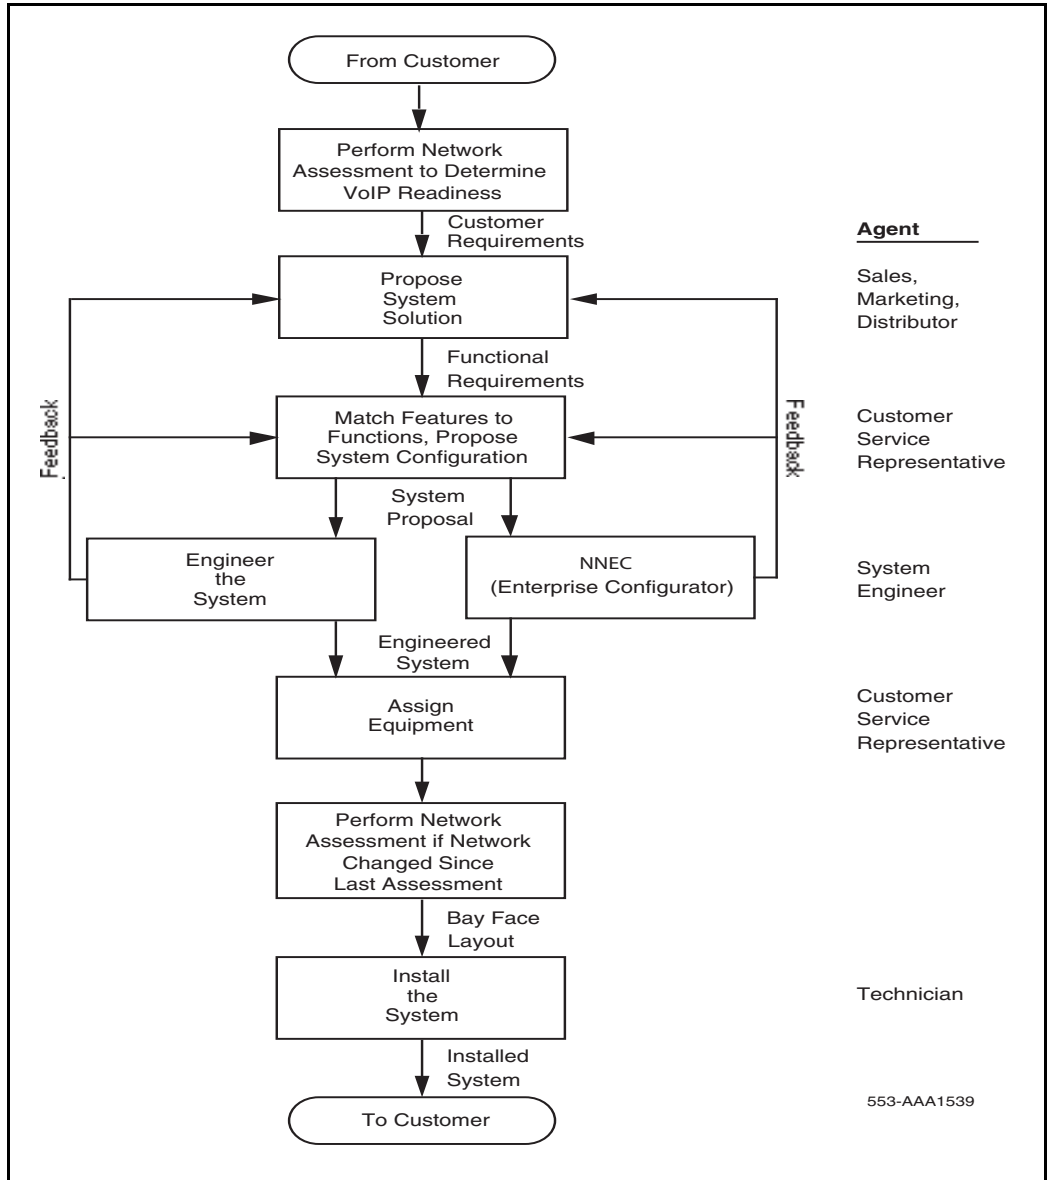 From Customer
Perform Network
Assessment to Determine
VoIP Readiness
Customer
Requirements
Agent
Propose
System
Solution
Sales,
Marketing,
Distributor
Functional
Requirements
Feedback
Feedback
Match Features to
Functions, Propose
System Configuration
Customer
Service
Representative
System
Proposal
Engineer
the
System
NNEC
(Enterprise Configurator)
System
Engineer
Engineered
System
Assign
Equipment
Customer
Service
Representative
Perform Network
Assessment if Network
Changed Since
Last Assessment
Bay Face
Layout
Install
the
System
Technician
Installed
System
To Customer
553-AAA1539